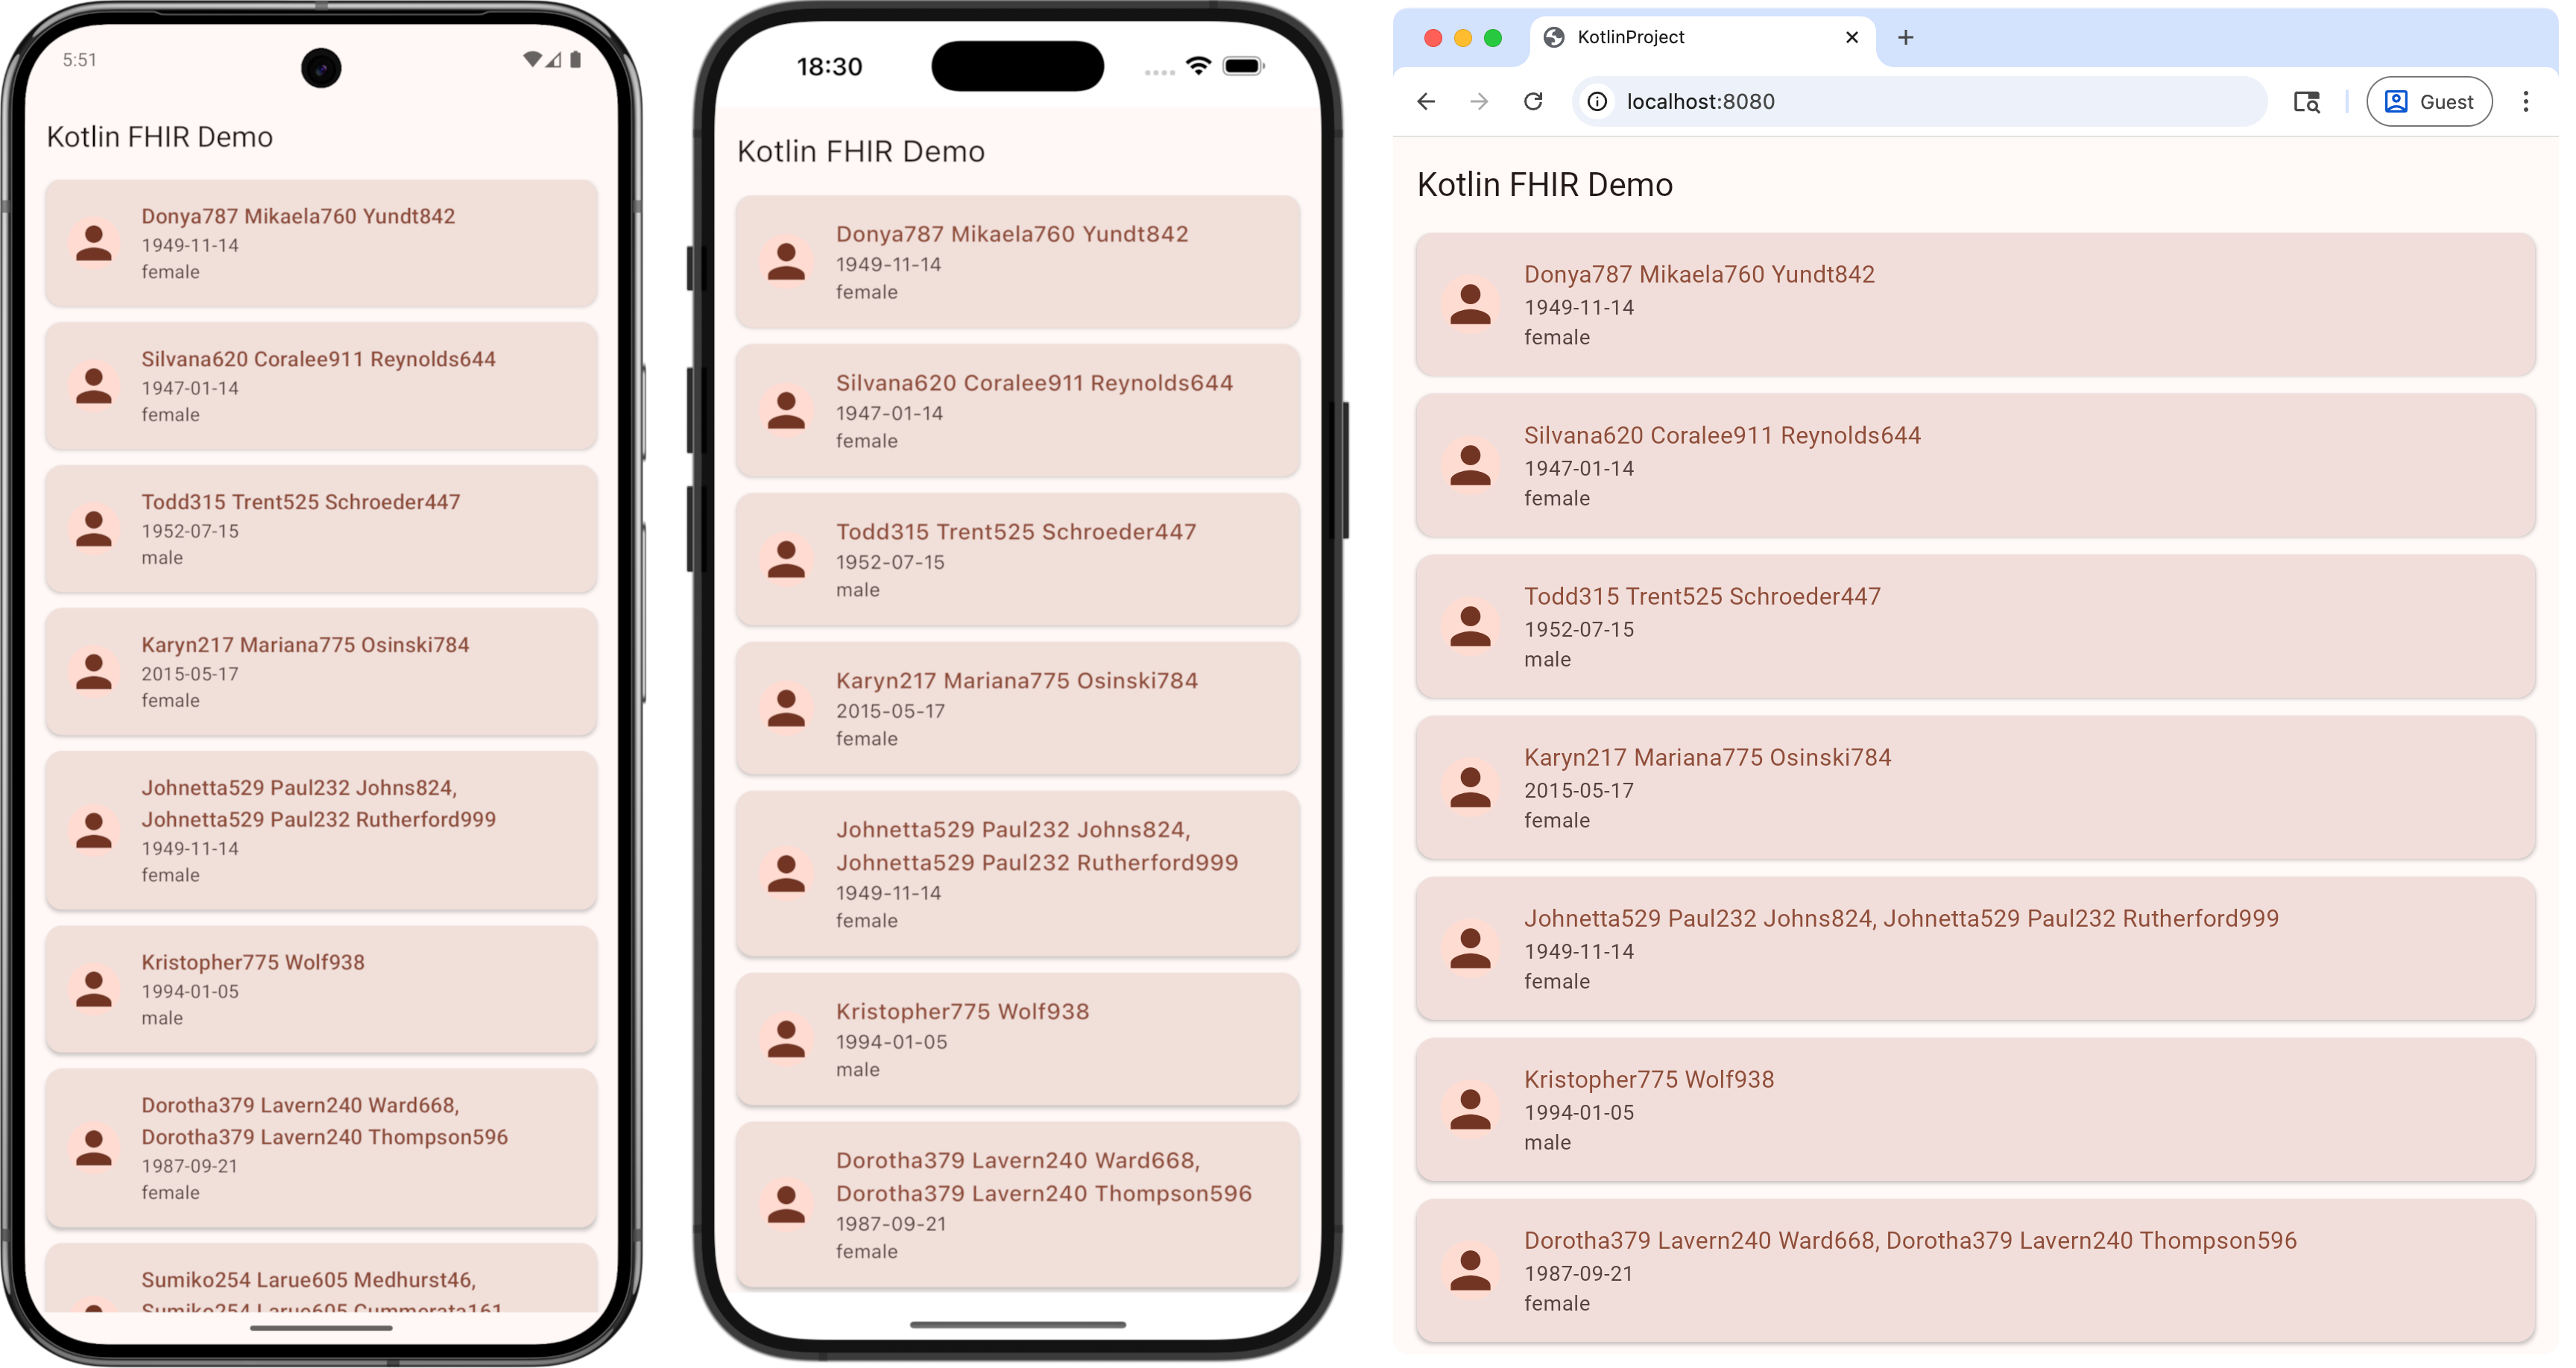 5:51
Kotlin FHIR Demo
Donya787 Mikaela760 Yundt842
1949-11-14
female
Silvana620 Coralee911 Reynolds644
1947-01-14
female
Todd315 Trent525 Schroeder447
1952-07-15
male
Karyn217 Mariana775 Osinski784
2015-05-17
female
Johnetta529 Paul232 Johns824,
Johnetta529 Paul232 Rutherford999
1949-11-14
female
Kristopher775 Wolf938
1994-01-05
male
Dorotha379 Lavern240 Ward668,
Dorotha379 Lavern240 Thompson596
1987-09-21
female
Sumiko254 Larue605 Medhurst46,
Sumiko254 Larue605 Cummerata161
18:30
Kotlin FHIR Demo
Donya787 Mikaela760 Yundt842
1949-11-14
female
Silvana620 Coralee911 Reynolds644
1947-01-14
female
Todd315 Trent525 Schroeder447
1952-07-15
male
Karyn217 Mariana775 Osinski784
2015-05-17
female
Johnetta529 Paul232 Johns824,
Johnetta529 Paul232 Rutherford999
1949-11-14
female
Kristopher775 Wolf938
1994-01-05
male
Dorotha379 Lavern240 Ward668,
Dorotha379 Lavern240 Thompson596
1987-09-21
female
KotlinProject
localhost:8080
Guest
Kotlin FHIR Demo
Donya787 Mikaela760 Yundt842
1949-11-14
female
Silvana620 Coralee911 Reynolds644
1947-01-14
female
Todd315 Trent525 Schroeder447
1952-07-15
male
Karyn217 Mariana775 Osinski784
2015-05-17
female
Johnetta529 Paul232 Johns824, Johnetta529 Paul232 Rutherford999
1949-11-14
female
Kristopher775 Wolf938
1994-01-05
male
Dorotha379 Lavern240 Ward668, Dorotha379 Lavern240 Thompson596
1987-09-21
female